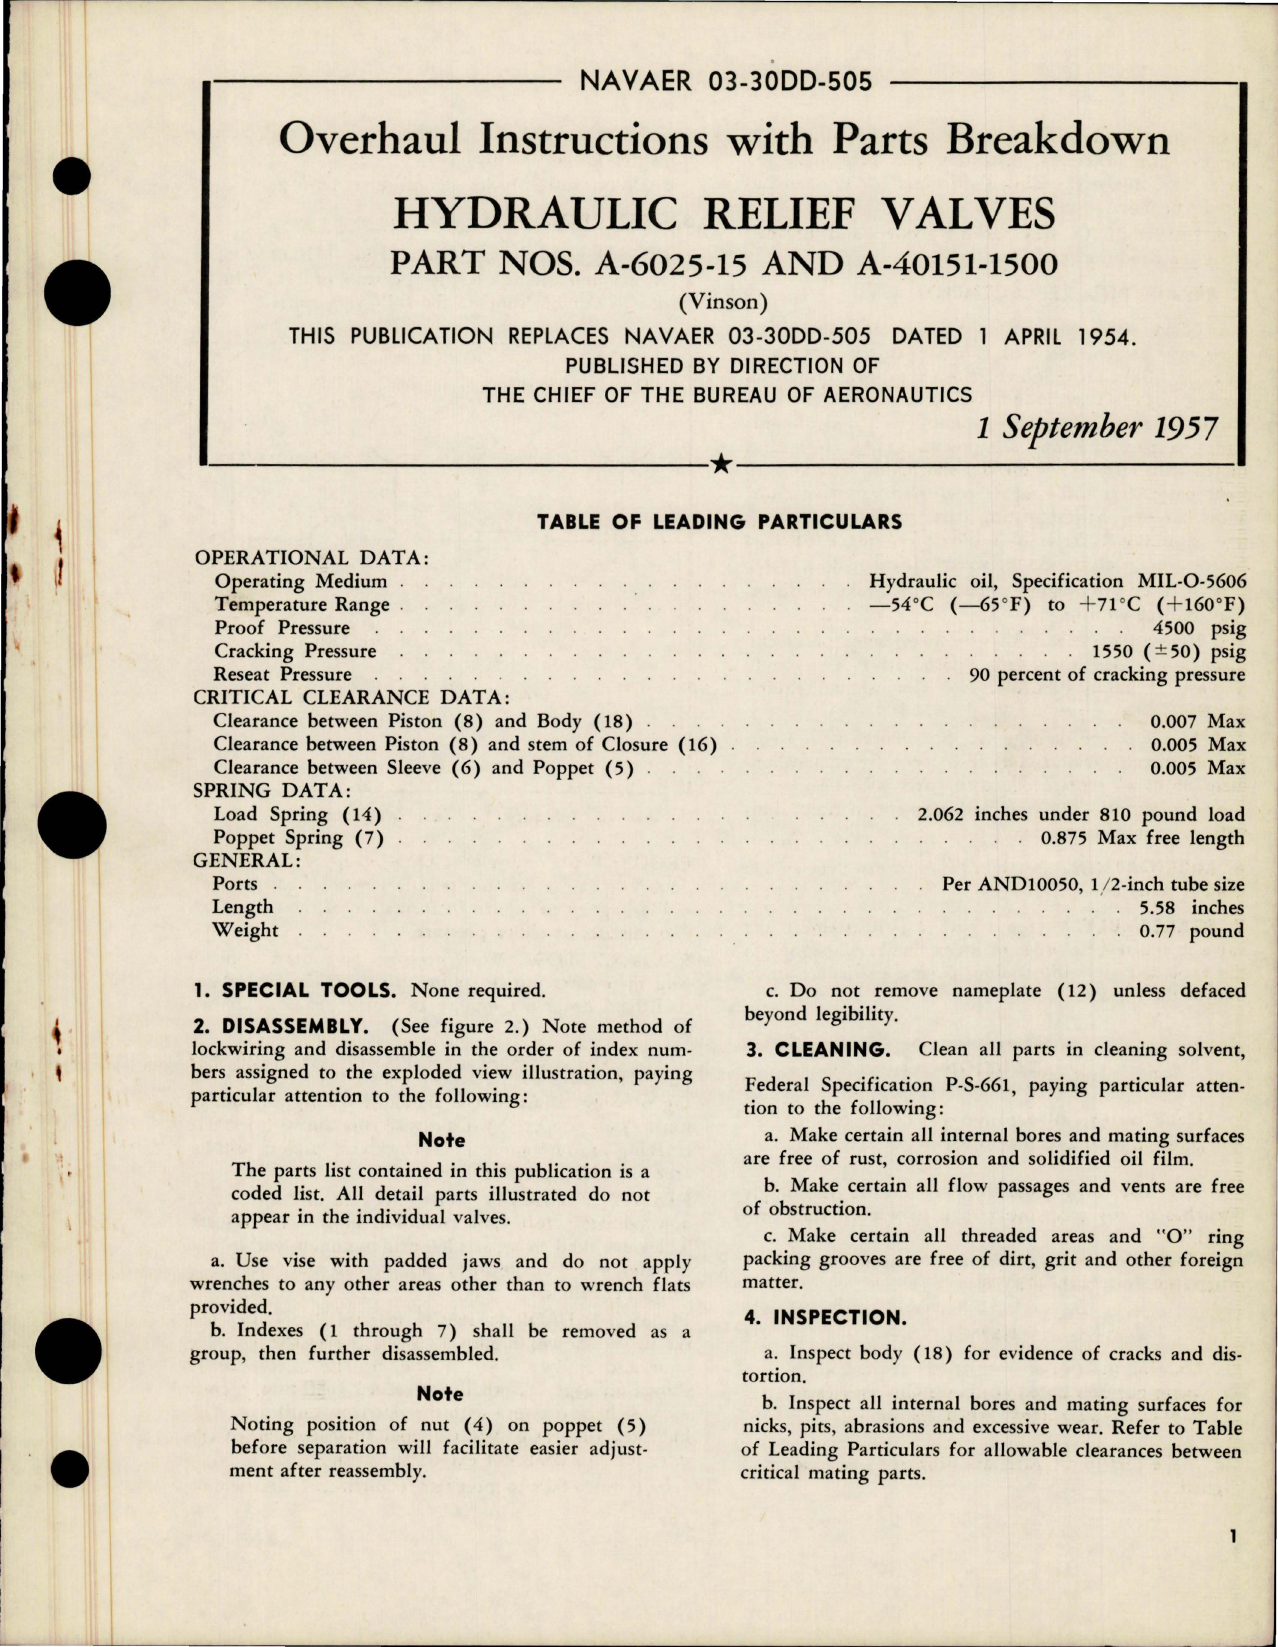 NAVAER 03-30DD-505
Overhaul Instructions with Parts Breakdown
HYDRAULIC RELIEF VALVES
PART NOS. A-6025-15 AND A-40151-1500
(Vinson)
THIS PUBLICATION REPLACES NAVAER 03-30DD-505 DATED 1 APRIL 1954.
PUBLISHED BY DIRECTION OF
THE CHIEF OF THE BUREAU OF AERONAUTICS
1 September 1957
TABLE OF LEADING PARTICULARS
OPERATIONAL DATA:
Operating Medium . . . . . . . . . . . . . . . . . . . Hydraulic oil, Specification MIL-O-5606
Temperature Range . . . . . . . . . . . . . . . . . . . —54°C (—65°F) to +71°C (+160°F)
Proof Pressure . . . . . . . . . . . . . . . . . . . 4500 psig
Cracking Pressure . . . . . . . . . . . . . . . . . . . 1550 (±50) psig
Reseat Pressure . . . . . . . . . . . . . . . . . . . 90 percent of cracking pressure
CRITICAL CLEARANCE DATA:
Clearance between Piston (8) and Body (18) . . . . . . . . . . . . . . . . . . . 0.007 Max
Clearance between Piston (8) and stem of Closure (16) . . . . . . . . . . . . . . . . . 0.005 Max
Clearance between Sleeve (6) and Poppet (5) . . . . . . . . . . . . . . . . . . . 0.005 Max
SPRING DATA:
Load Spring (14) . . . . . . . . . . . . . . . . . . . 2.062 inches under 810 pound load
Poppet Spring (7) . . . . . . . . . . . . . . . . . . . 0.875 Max free length
GENERAL:
Ports . . . . . . . . . . . . . . . . . . . Per AND10050, 1/2-inch tube size
Length . . . . . . . . . . . . . . . . . . . 5.58 inches
Weight . . . . . . . . . . . . . . . . . . . 0.77 pound
1. SPECIAL TOOLS. None required.
2. DISASSEMBLY. (See figure 2.) Note method of
lockwiring and disassemble in the order of index num-
bers assigned to the exploded view illustration, paying
particular attention to the following:
Note
The parts list contained in this publication is a
coded list. All detail parts illustrated do not
appear in the individual valves.
a. Use vise with padded jaws and do not apply
wrenches to any other areas other than to wrench flats
provided.
b. Indexes (1 through 7) shall be removed as a
group, then further disassembled.
Note
Noting position of nut (4) on poppet (5)
before separation will facilitate easier adjust-
ment after reassembly.
c. Do not remove nameplate (12) unless defaced
beyond legibility.
3. CLEANING. Clean all parts in cleaning solvent,
Federal Specification P-S-661, paying particular atten-
tion to the following:
a. Make certain all internal bores and mating surfaces
are free of rust, corrosion and solidified oil film.
b. Make certain all flow passages and vents are free
of obstruction.
c. Make certain all threaded areas and "O" ring
packing grooves are free of dirt, grit and other foreign
matter.
4. INSPECTION.
a. Inspect body (18) for evidence of cracks and dis-
tortion.
b. Inspect all internal bores and mating surfaces for
nicks, pits, abrasions and excessive wear. Refer to Table
of Leading Particulars for allowable clearances between
critical mating parts.
1